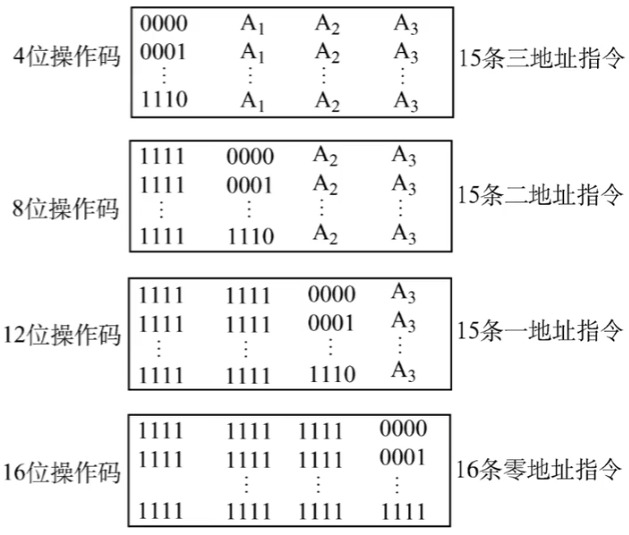 0000 A₁ A₂ A₃
4位操作码 0001 A₁ A₂ A₃ 15条三地址指令
⋮ ⋮ ⋮ ⋮
1110 A₁ A₂ A₃
1111 0000 A₂ A₃
1111 0001 A₂ A₃
8位操作码 ⋮ ⋮ ⋮ ⋮ 15条二地址指令
1111 1110 A₂ A₃
1111 1111 0000 A₃
1111 1111 0001 A₃
12位操作码 ⋮ ⋮ ⋮ ⋮ 15条一地址指令
1111 1111 1110 A₃
1111 1111 1111 0000
1111 1111 1111 0001
16位操作码 ⋮ ⋮ ⋮ 16条零地址指令
1111 1111 1111 1111